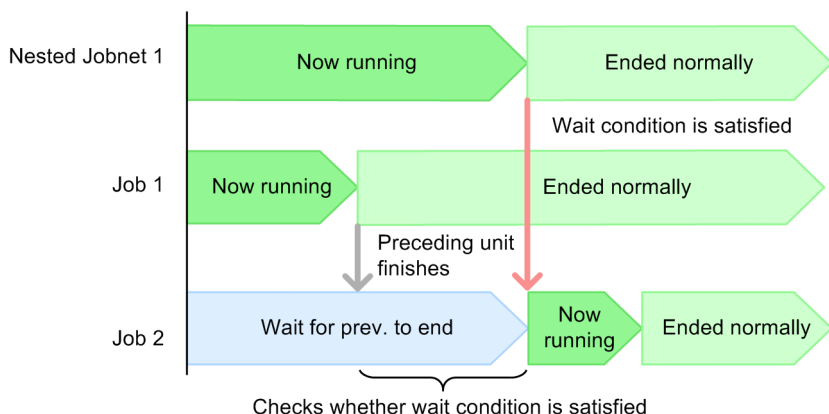 Nested Jobnet 1
Now running
Ended normally
Wait condition is satisfied
Job 1
Now running
Ended normally
Preceding unit
finishes
Job 2
Wait for prev. to end
Now
running
Ended normally
Checks whether wait condition is satisfied